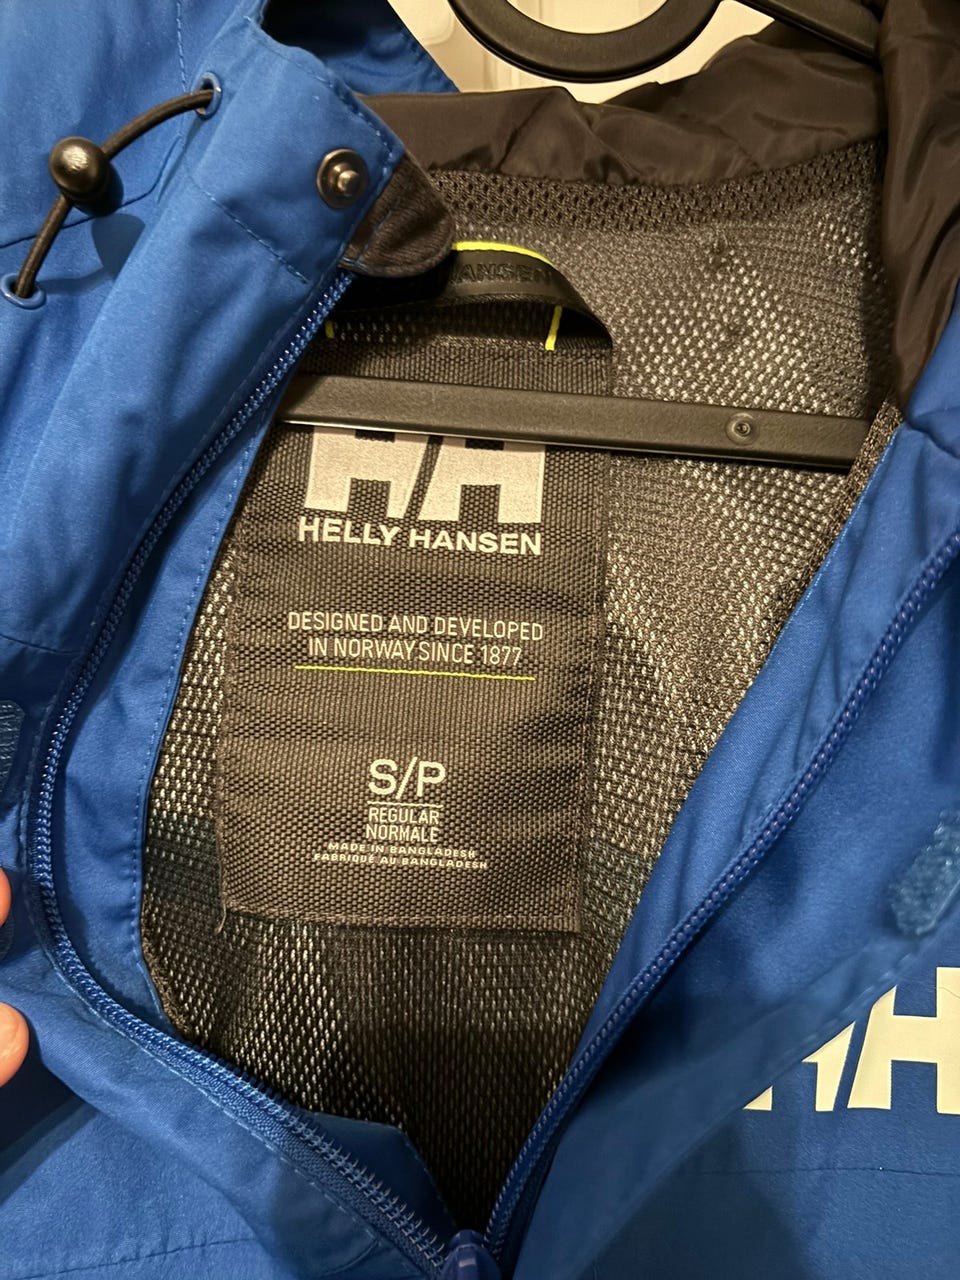 HANSEN
HH
HELLY HANSEN
DESIGNED AND DEVELOPED
IN NORWAY SINCE 1877
S/P
REGULAR
NORMALE
MADE IN BANGLADESH
FABRIQUÉ AU BANGLADESH
HH